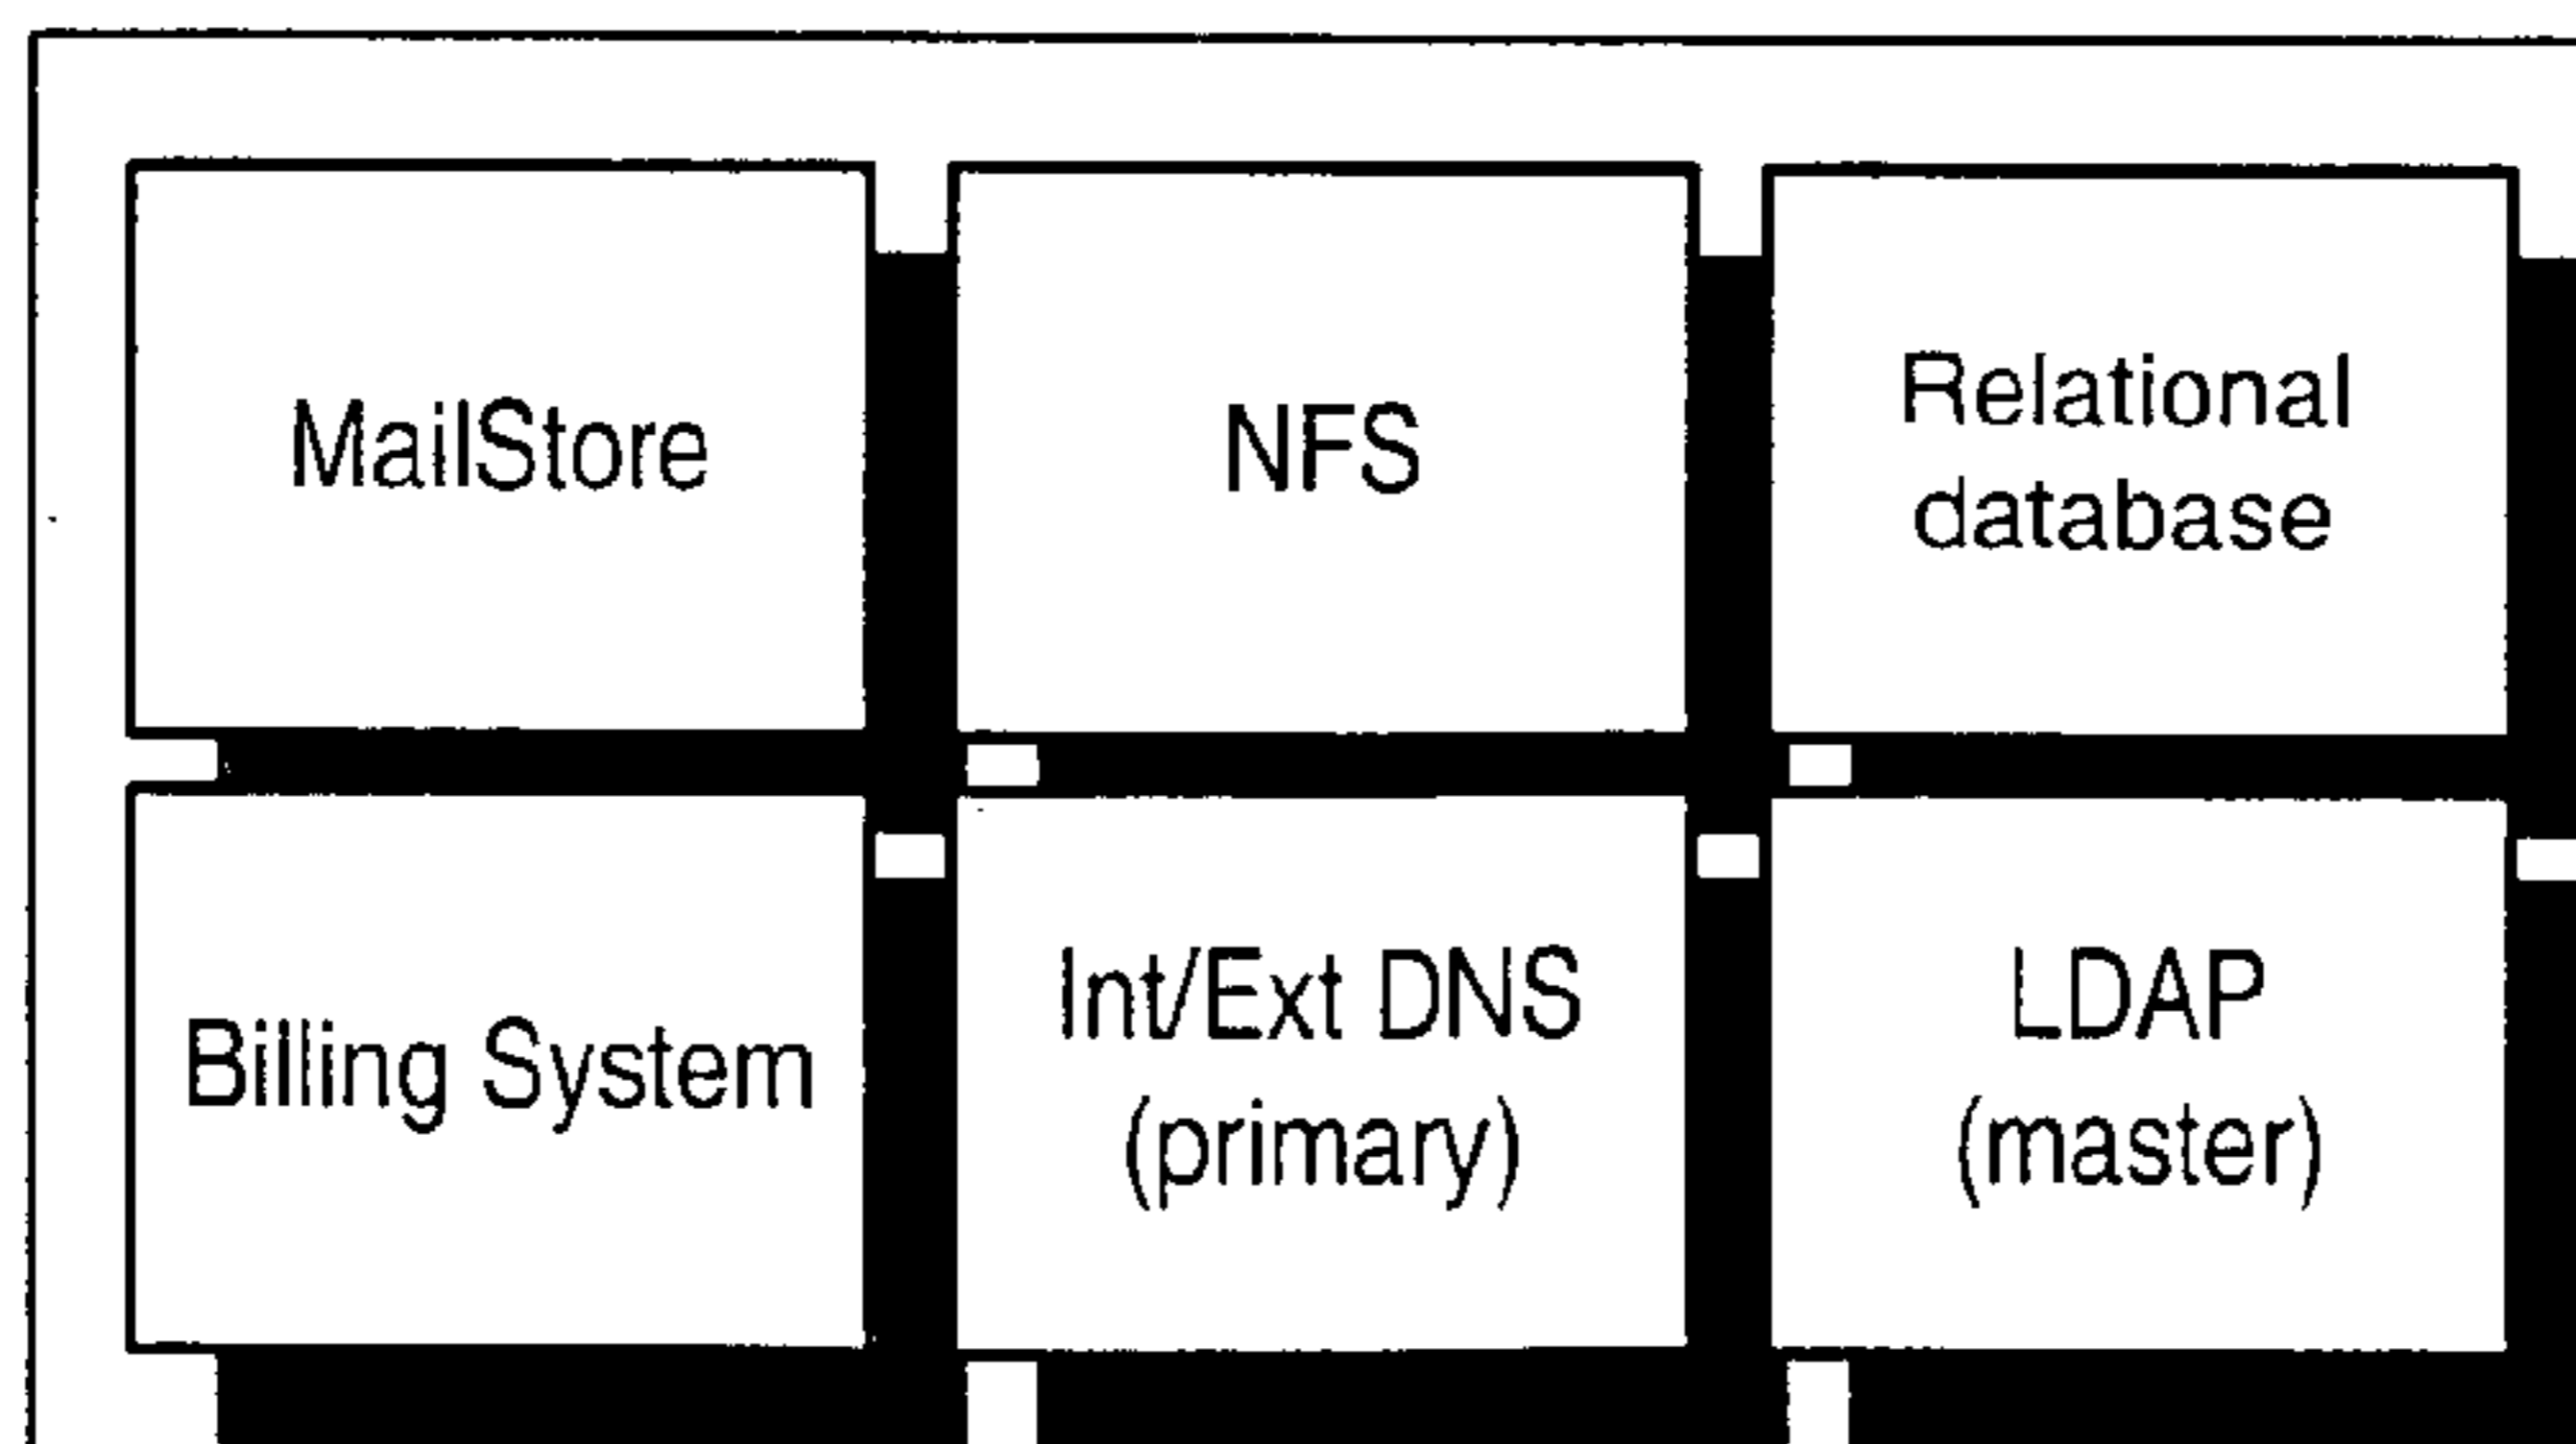 MailStore
NFS
Relational
database
Billing System
Int/Ext DNS
(primary)
LDAP
(master)